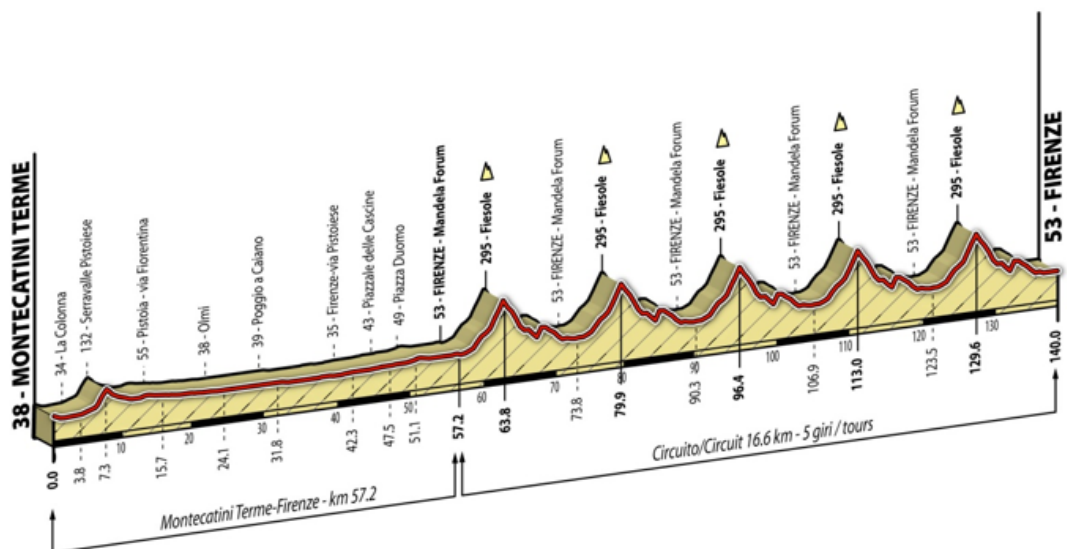 38 - MONTECATINI TERME
34 - La Colonna
132 - Serravalle Pistoiese
55 - Pistoia - via Fiorentina
38 - Olmi
39 - Poggio a Caiano
35 - Firenze-via Pistoiese
43 - Piazzale delle Cascine
49 - Piazza Duomo
53 - FIRENZE - Mandela Forum
295 - Fiesole
53 - FIRENZE - Mandela Forum
295 - Fiesole
53 - FIRENZE - Mandela Forum
295 - Fiesole
53 - FIRENZE - Mandela Forum
295 - Fiesole
53 - FIRENZE - Mandela Forum
295 - Fiesole
53 - FIRENZE
10
20
30
40
50
60
70
80
90
100
110
120
130
0.0
3.8
7.3
15.7
24.1
31.8
42.3
47.5
51.1
57.2
63.8
73.8
79.9
90.3
96.4
106.9
113.0
123.5
129.6
140.0
Montecatini Terme-Firenze - km 57.2
Circuito/Circuit 16.6 km - 5 giri / tours